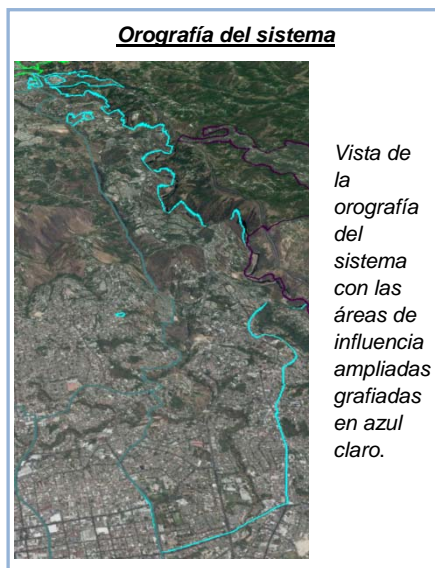 Orografía del sistema
Vista de
la
orografía
del
sistema
con las
áreas de
influencia
ampliadas
grafiadas
en azul
claro.